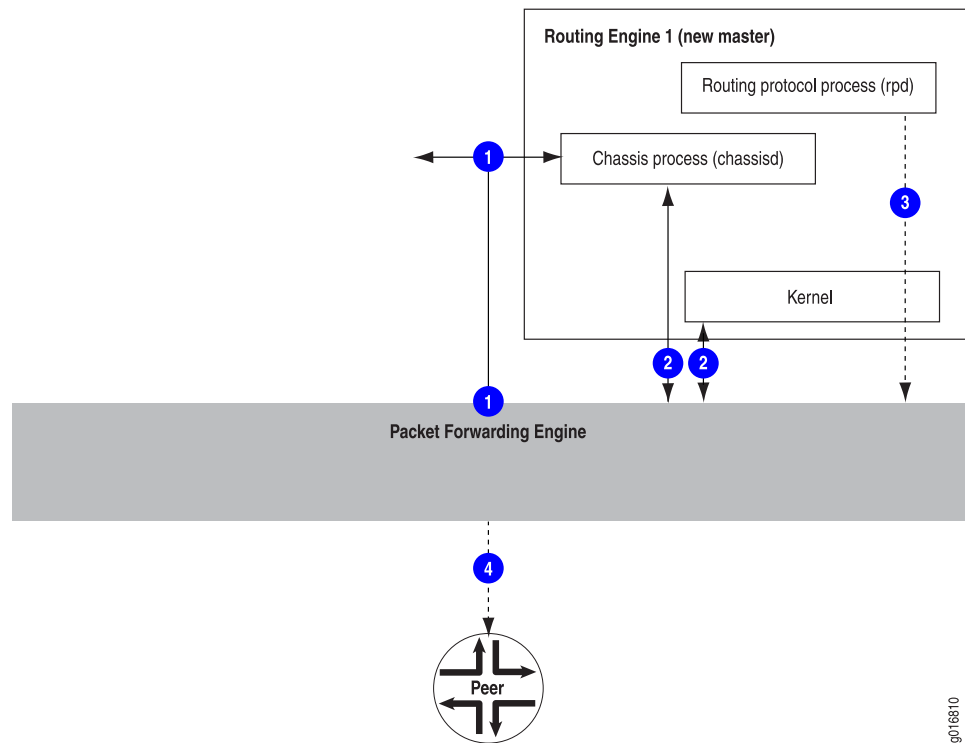 Routing Engine 1 (new master)
Routing protocol process (rpd)
1
Chassis process (chassisd)
3
Kernel
2
2
1
Packet Forwarding Engine
4
Peer
g016810